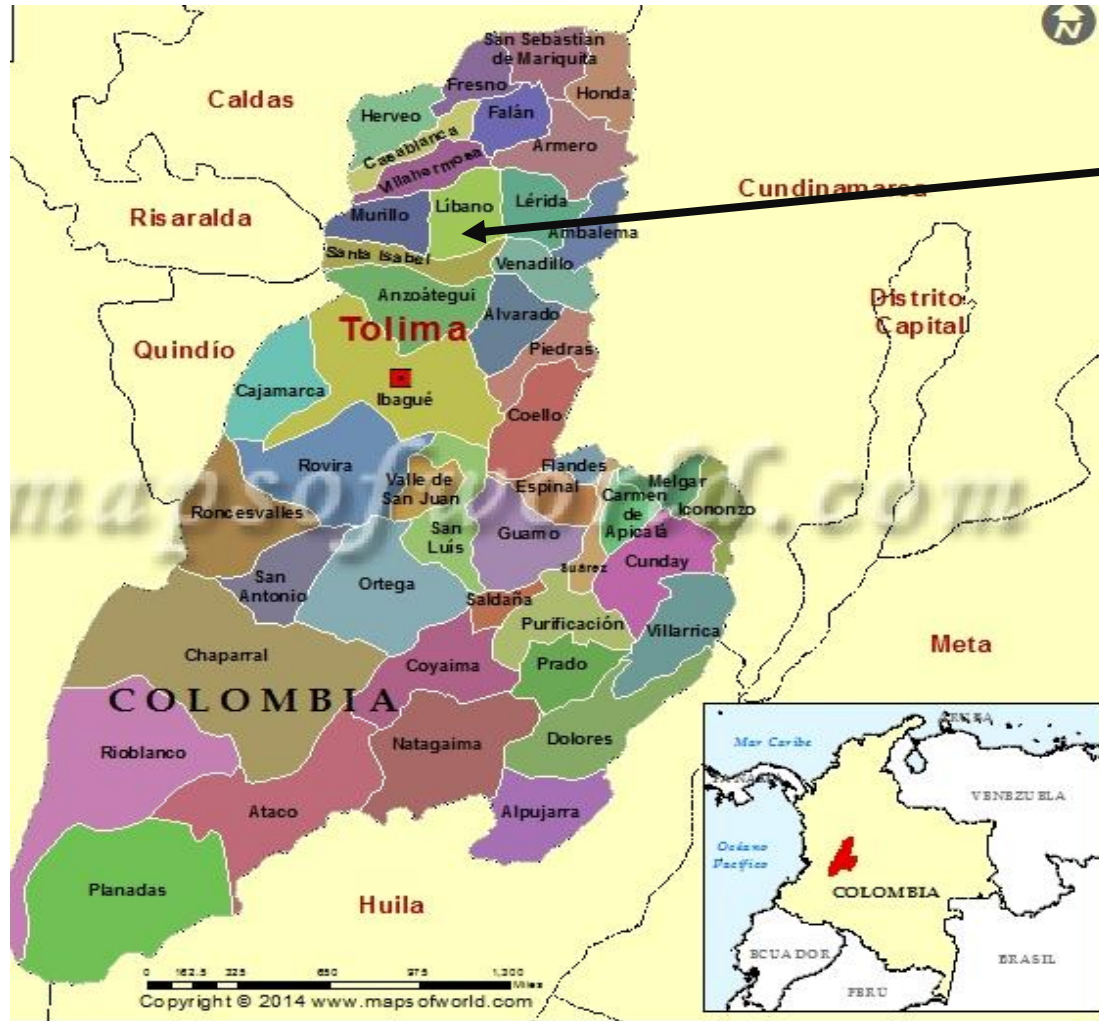 N
San Sebastian
de Mariquita
Fresno
Honda
Caldas
Herveo
Falán
Casablanca
Armero
Villahermosa
Cundinamarca
Risaralda
Murillo
Líbano
Lérida
Ambalema
Santa Isabel
Venadillo
Anzoátegui
Distrito
Capital
Alvarado
Tolima
Quindío
Piedras
Cajamarca
Ibagué
Coello
Rovira
Flandes
Valle de
San Juan
Espinal
Melgar
Carmen
de
Apicalá
Icononzo
mapsofworld.com
Roncesvalles
San
Luís
Guamo
Cunday
Suárez
San
Antonio
Ortega
Saldaña
Purificación
Villarrica
Chaparral
Coyaima
Prado
Meta
COLOMBIA
Rioblanco
Natagaima
Dolores
Ataco
Alpujarra
Planadas
Huila
0 162.5 325 650 975 1,300
Miles
Copyright © 2014 www.mapsofworld.com
ARUBA
Mar Caribe
PANAMA
VENEZUELA
Océano
Pacífico
COLOMBIA
ECUADOR
BRASIL
PERU